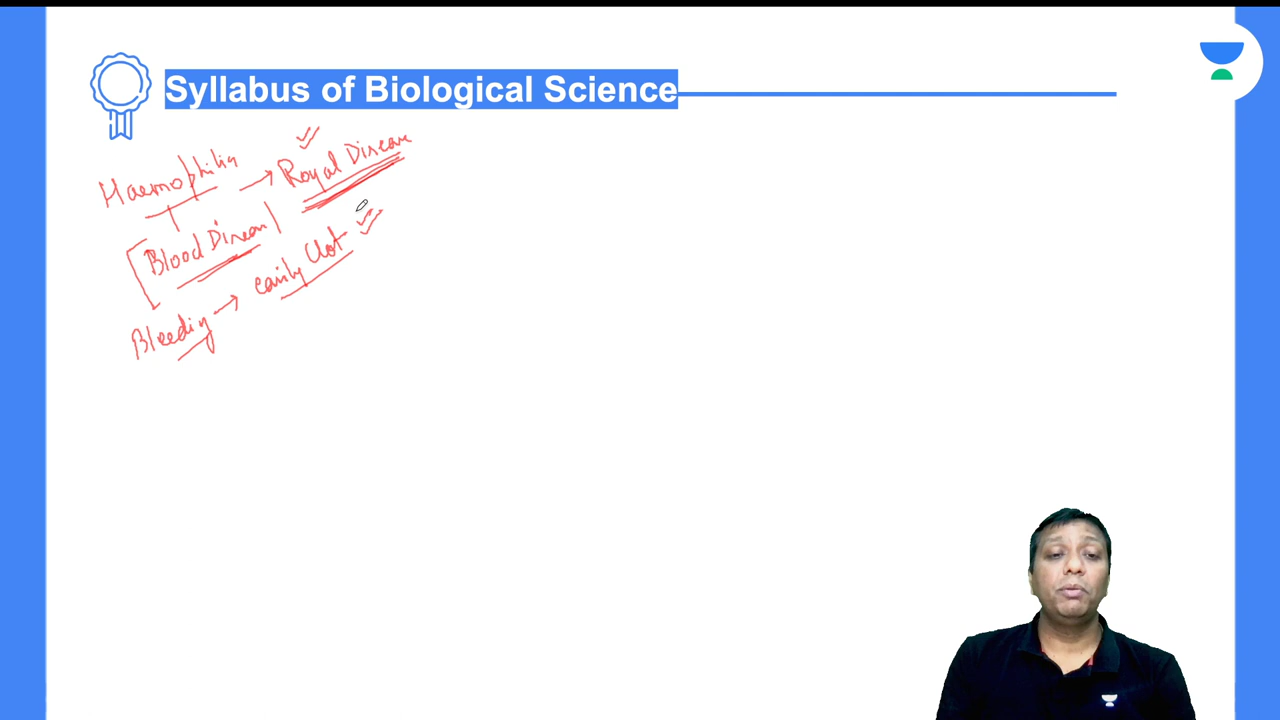 Syllabus of Biological Science
Haemophilia → Royal Disease
[Blood Disease]
Bleeding → easily Clot